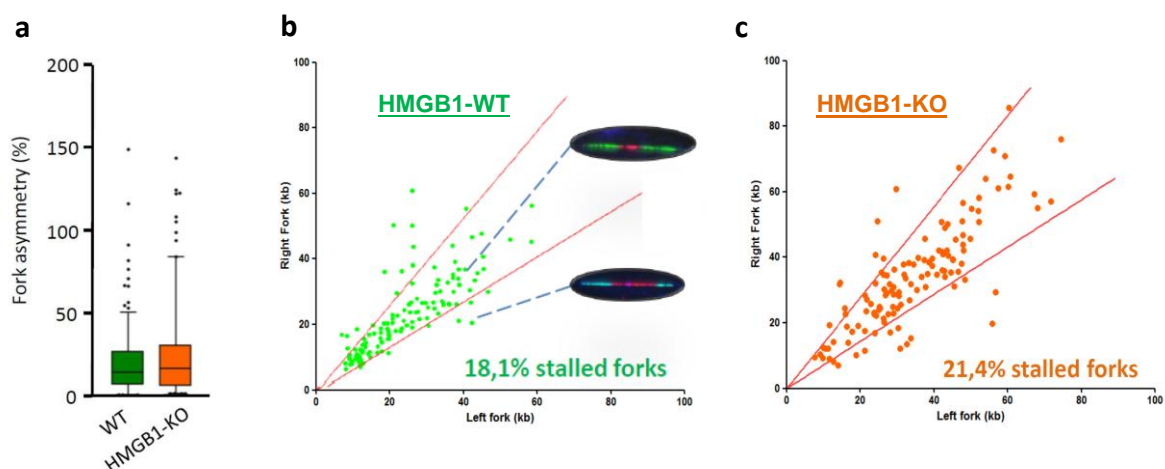 a
200
150
100
50
0
Fork asymmetry (%)
WT
HMGB1-KO
b
HMGB1-WT
100
80
60
40
20
0
Right Fork (kb)
18,1% stalled forks
0
20
40
60
80
100
Left fork (kb)
c
HMGB1-KO
100
80
60
40
20
0
Right Fork (kb)
21,4% stalled forks
0
20
40
60
80
100
Left fork (kb)